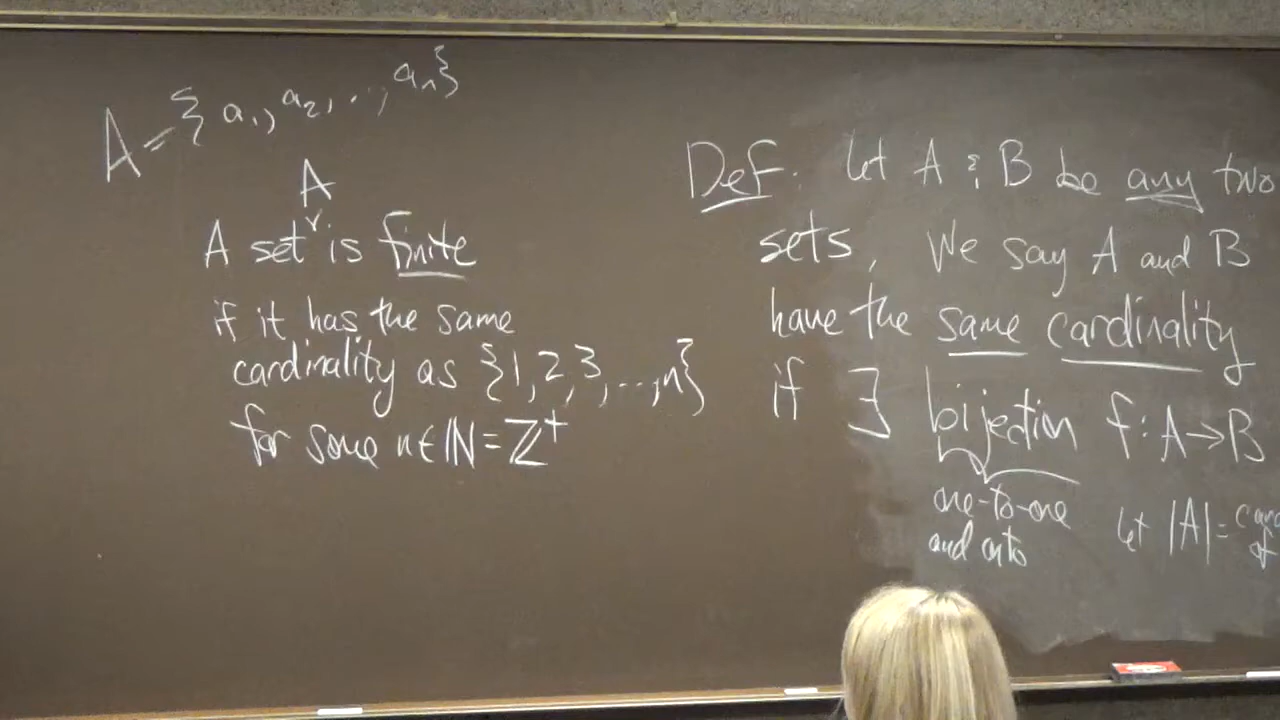 A = {a₁, a₂, ..., aₙ}
A
A set ˅ is finite
if it has the same
cardinality as {1, 2, 3, ..., n}
for some n ∈ ℕ = ℤ⁺
Def: Let A & B be any two
sets, We say A and B
have the same cardinality
if ∃ bijection f: A → B
one-to-one
and onto
Let |A| =
of